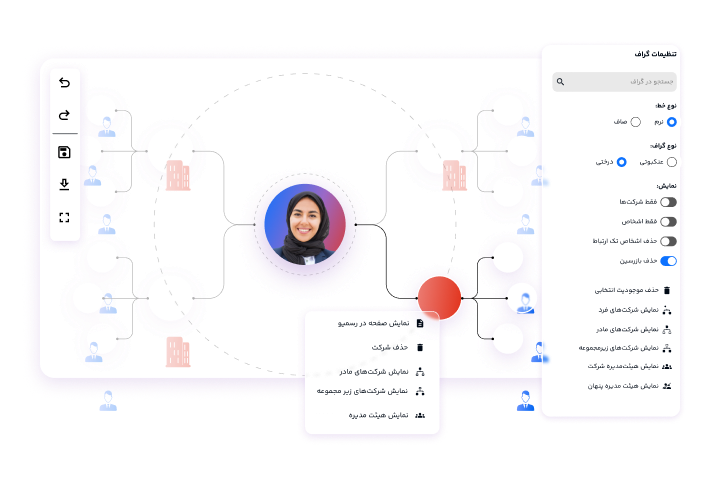 تنظیمات گراف
جستجو در گراف
نوع خط:
نرم
صاف
نوع گراف:
عنکبوتی
درختی
نمایش:
فقط شرکت‌ها
فقط اشخاص
حذف اشخاص تک ارتباط
حذف بازرسین
حذف موجودیت انتخابی
نمایش شرکت‌های فرد
نمایش شرکت‌های مادر
نمایش شرکت‌های زیرمجموعه
نمایش هیئت‌مدیره شرکت
نمایش هیئت مدیره پنهان
نمایش صفحه در رسمیو
حذف شرکت
نمایش شرکت‌های مادر
نمایش شرکت‌های زیر مجموعه
نمایش هیئت مدیره